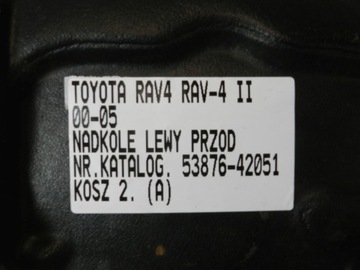 TOYOTA RAV4 RAV-4 II
00-05
NADKOLE LEWY PRZOD
NR.KATALOG. 53876-42051
KOSZ 2. (A)